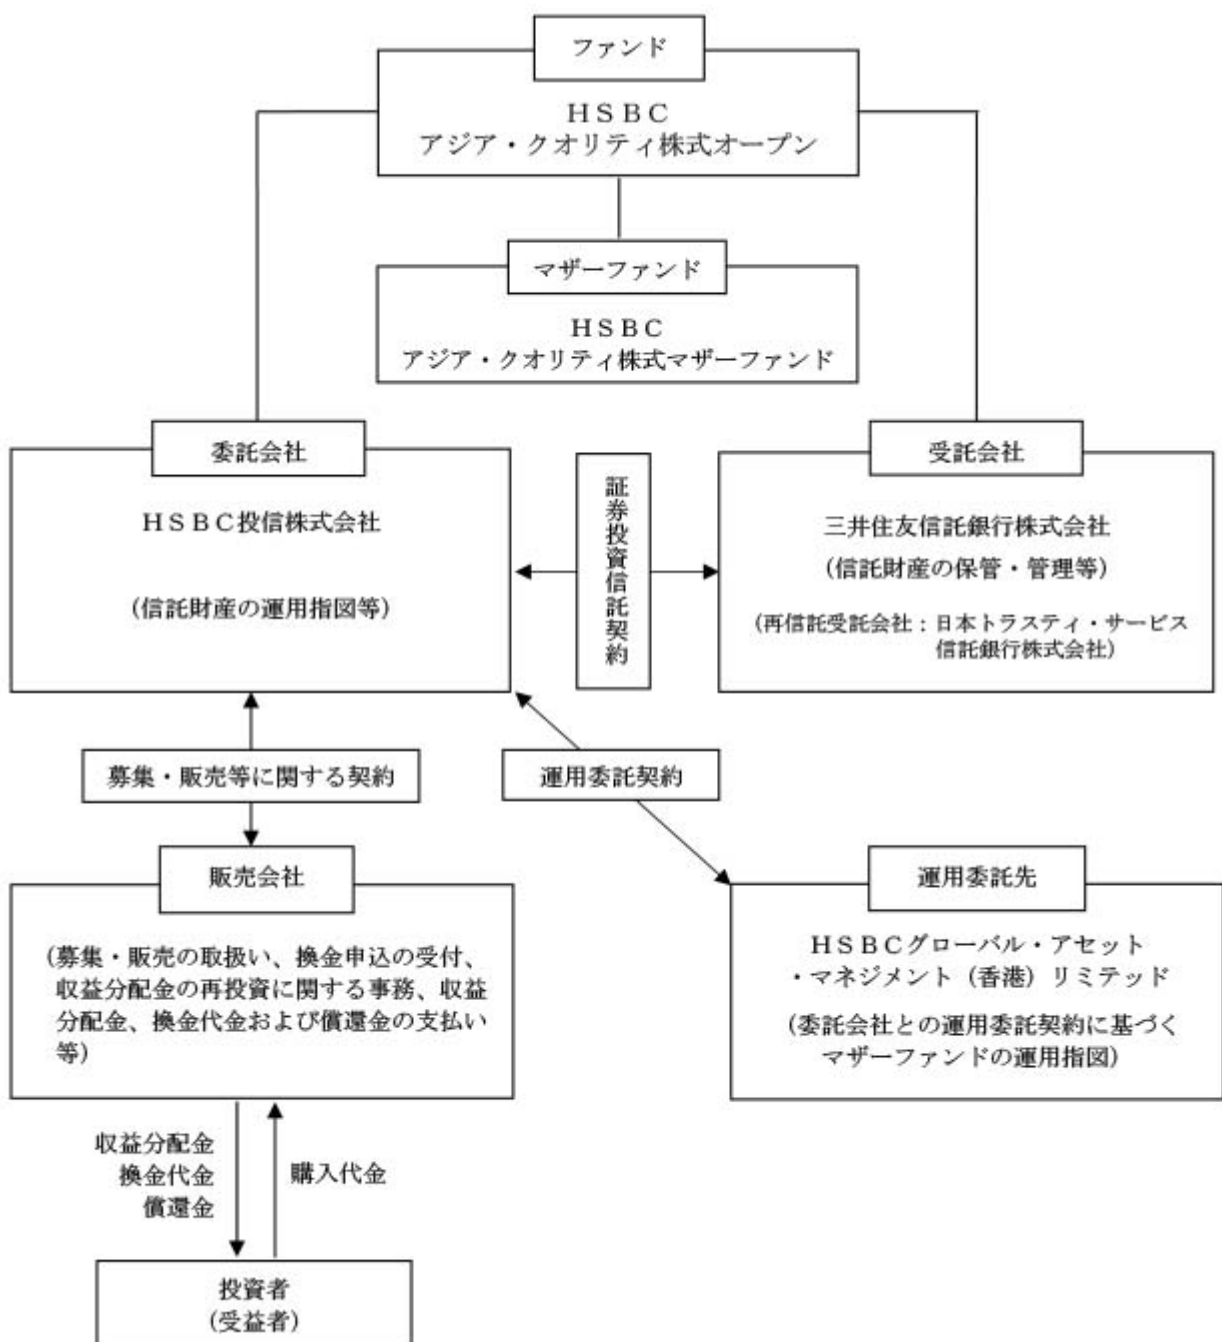 ファンド
HSBC
アジア・クオリティ株式オープン
マザーファンド
HSBC
アジア・クオリティ株式マザーファンド
委託会社
HSBC投信株式会社
(信託財産の運用指図等)
証券投資信託契約
受託会社
三井住友信託銀行株式会社
(信託財産の保管・管理等)
(再信託受託会社:日本トラスティ・サービス
信託銀行株式会社)
募集・販売等に関する契約
運用委託契約
販売会社
(募集・販売の取扱い、換金申込の受付、
収益分配金の再投資に関する事務、収益
分配金、換金代金および償還金の支払い
等)
運用委託先
HSBCグローバル・アセット
・マネジメント(香港)リミテッド
(委託会社との運用委託契約に基づく
マザーファンドの運用指図)
収益分配金
換金代金
償還金
購入代金
投資者
(受益者)